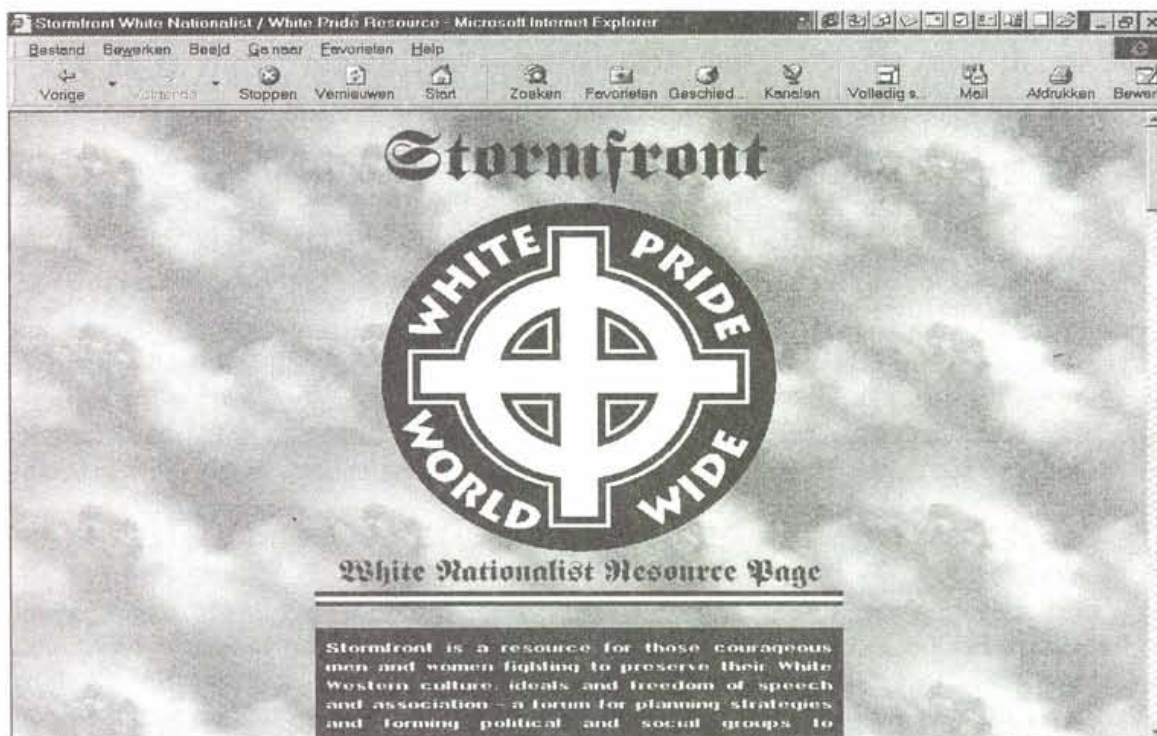 Stormfront White Nationalist / White Pride Resource - Microsoft Internet Explorer
Bestand Bewerken Beeld Ga naar Favorieten Help
Vorige Volgende Stoppen Vernieuwen Start Zoeken Favorieten Geschied... Kanalen Volledig s... Mail Afdrukken Bewer
Stormfront
WHITE PRIDE
WORLD WIDE
White Nationalist Resource Page
Stormfront is a resource for those courageous
men and women fighting to preserve their White
Western culture, ideals and freedom of speech
and association - a forum for planning strategies
and forming political and social groups to